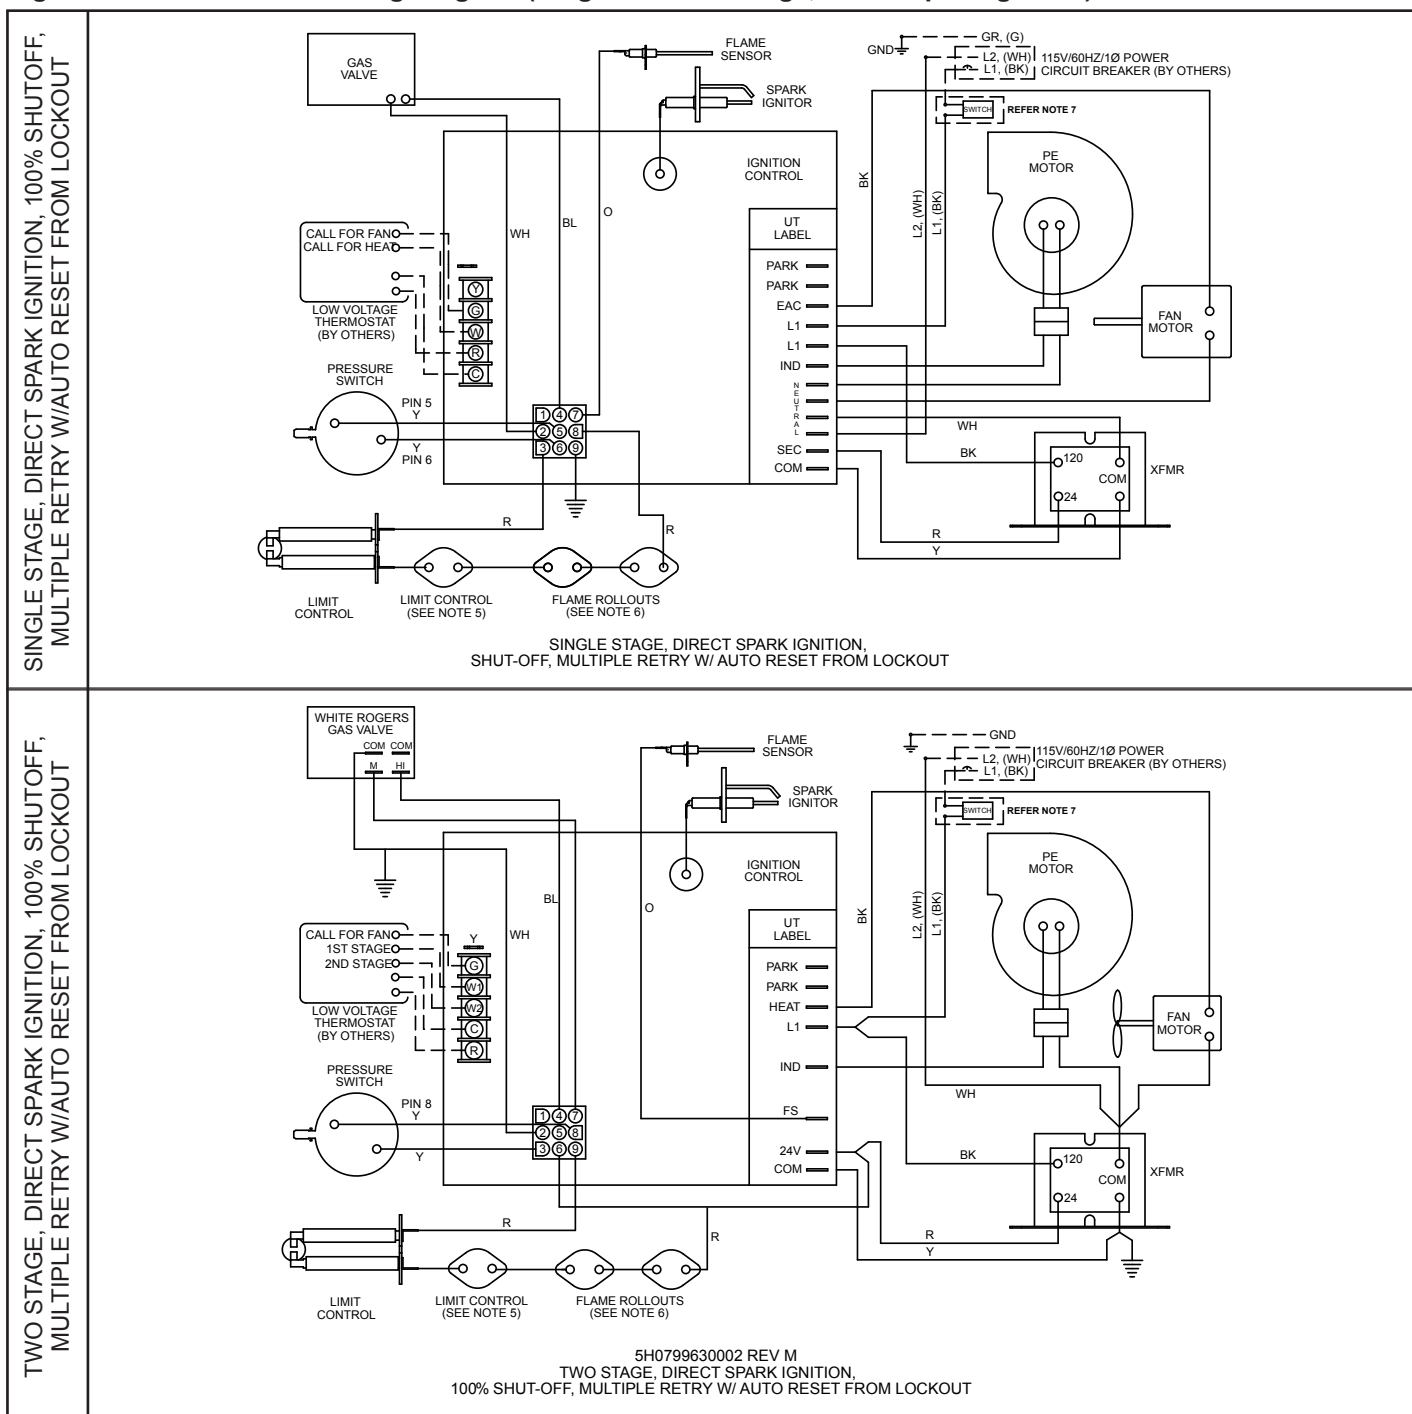 SINGLE STAGE, DIRECT SPARK IGNITION, 100% SHUTOFF,
MULTIPLE RETRY W/AUTO RESET FROM LOCKOUT
GAS
VALVE
FLAME
SENSOR
SPARK
IGNITOR
GND
GR, (G)
L2, (WH)
L1, (BK)
115V/60HZ/1Ø POWER
CIRCUIT BREAKER (BY OTHERS)
SWITCH
REFER NOTE 7
IGNITION
CONTROL
PE
MOTOR
BK
L2, (WH)
L1, (BK)
O
BL
WH
UT
LABEL
CALL FOR FAN
CALL FOR HEAT
LOW VOLTAGE
THERMOSTAT
(BY OTHERS)
Y
G
W
R
C
PARK
PARK
EAC
L1
L1
IND
NEUTRAL
SEC
COM
FAN
MOTOR
PRESSURE
SWITCH
PIN 5
Y
Y
PIN 6
1 4 7
2 5 8
3 6 9
WH
BK
120
COM
24
XFMR
R
R
R
Y
LIMIT
CONTROL
LIMIT CONTROL
(SEE NOTE 5)
FLAME ROLLOUTS
(SEE NOTE 6)
SINGLE STAGE, DIRECT SPARK IGNITION,
SHUT-OFF, MULTIPLE RETRY W/ AUTO RESET FROM LOCKOUT
TWO STAGE, DIRECT SPARK IGNITION, 100% SHUTOFF,
MULTIPLE RETRY W/AUTO RESET FROM LOCKOUT
WHITE ROGERS
GAS VALVE
COM COM
M HI
FLAME
SENSOR
SPARK
IGNITOR
GND
L2, (WH)
L1, (BK)
115V/60HZ/1Ø POWER
CIRCUIT BREAKER (BY OTHERS)
SWITCH
REFER NOTE 7
IGNITION
CONTROL
PE
MOTOR
BK
L2, (WH)
L1, (BK)
BL
O
WH
UT
LABEL
CALL FOR FAN
1ST STAGE
2ND STAGE
LOW VOLTAGE
THERMOSTAT
(BY OTHERS)
Y
G
W1
W2
C
R
PARK
PARK
HEAT
L1
IND
FS
24V
COM
FAN
MOTOR
PRESSURE
SWITCH
PIN 8
Y
Y
1 4 7
2 5 8
3 6 9
WH
BK
120
COM
24
XFMR
R
R
R
Y
LIMIT
CONTROL
LIMIT CONTROL
(SEE NOTE 5)
FLAME ROLLOUTS
(SEE NOTE 6)
5H0799630002 REV M
TWO STAGE, DIRECT SPARK IGNITION,
100% SHUT-OFF, MULTIPLE RETRY W/ AUTO RESET FROM LOCKOUT